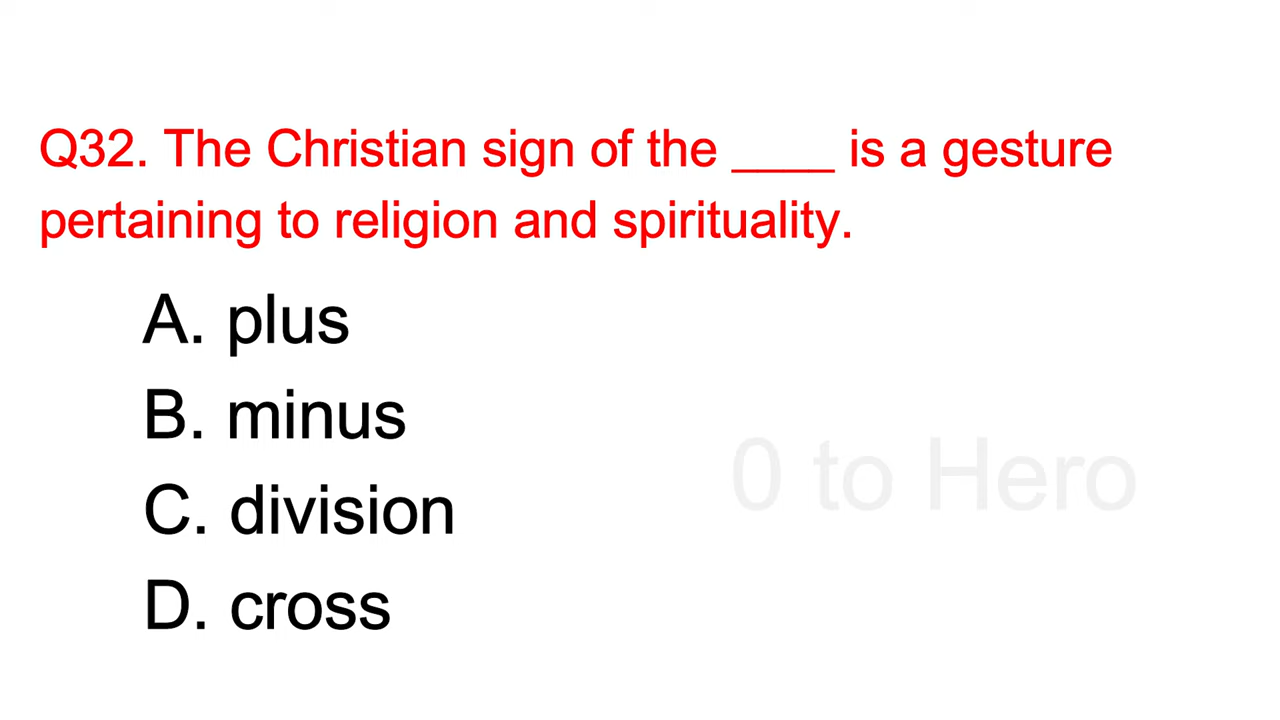 Q32. The Christian sign of the ____ is a gesture
pertaining to religion and spirituality.
A. plus
B. minus
0 to Hero
C. division
D. cross